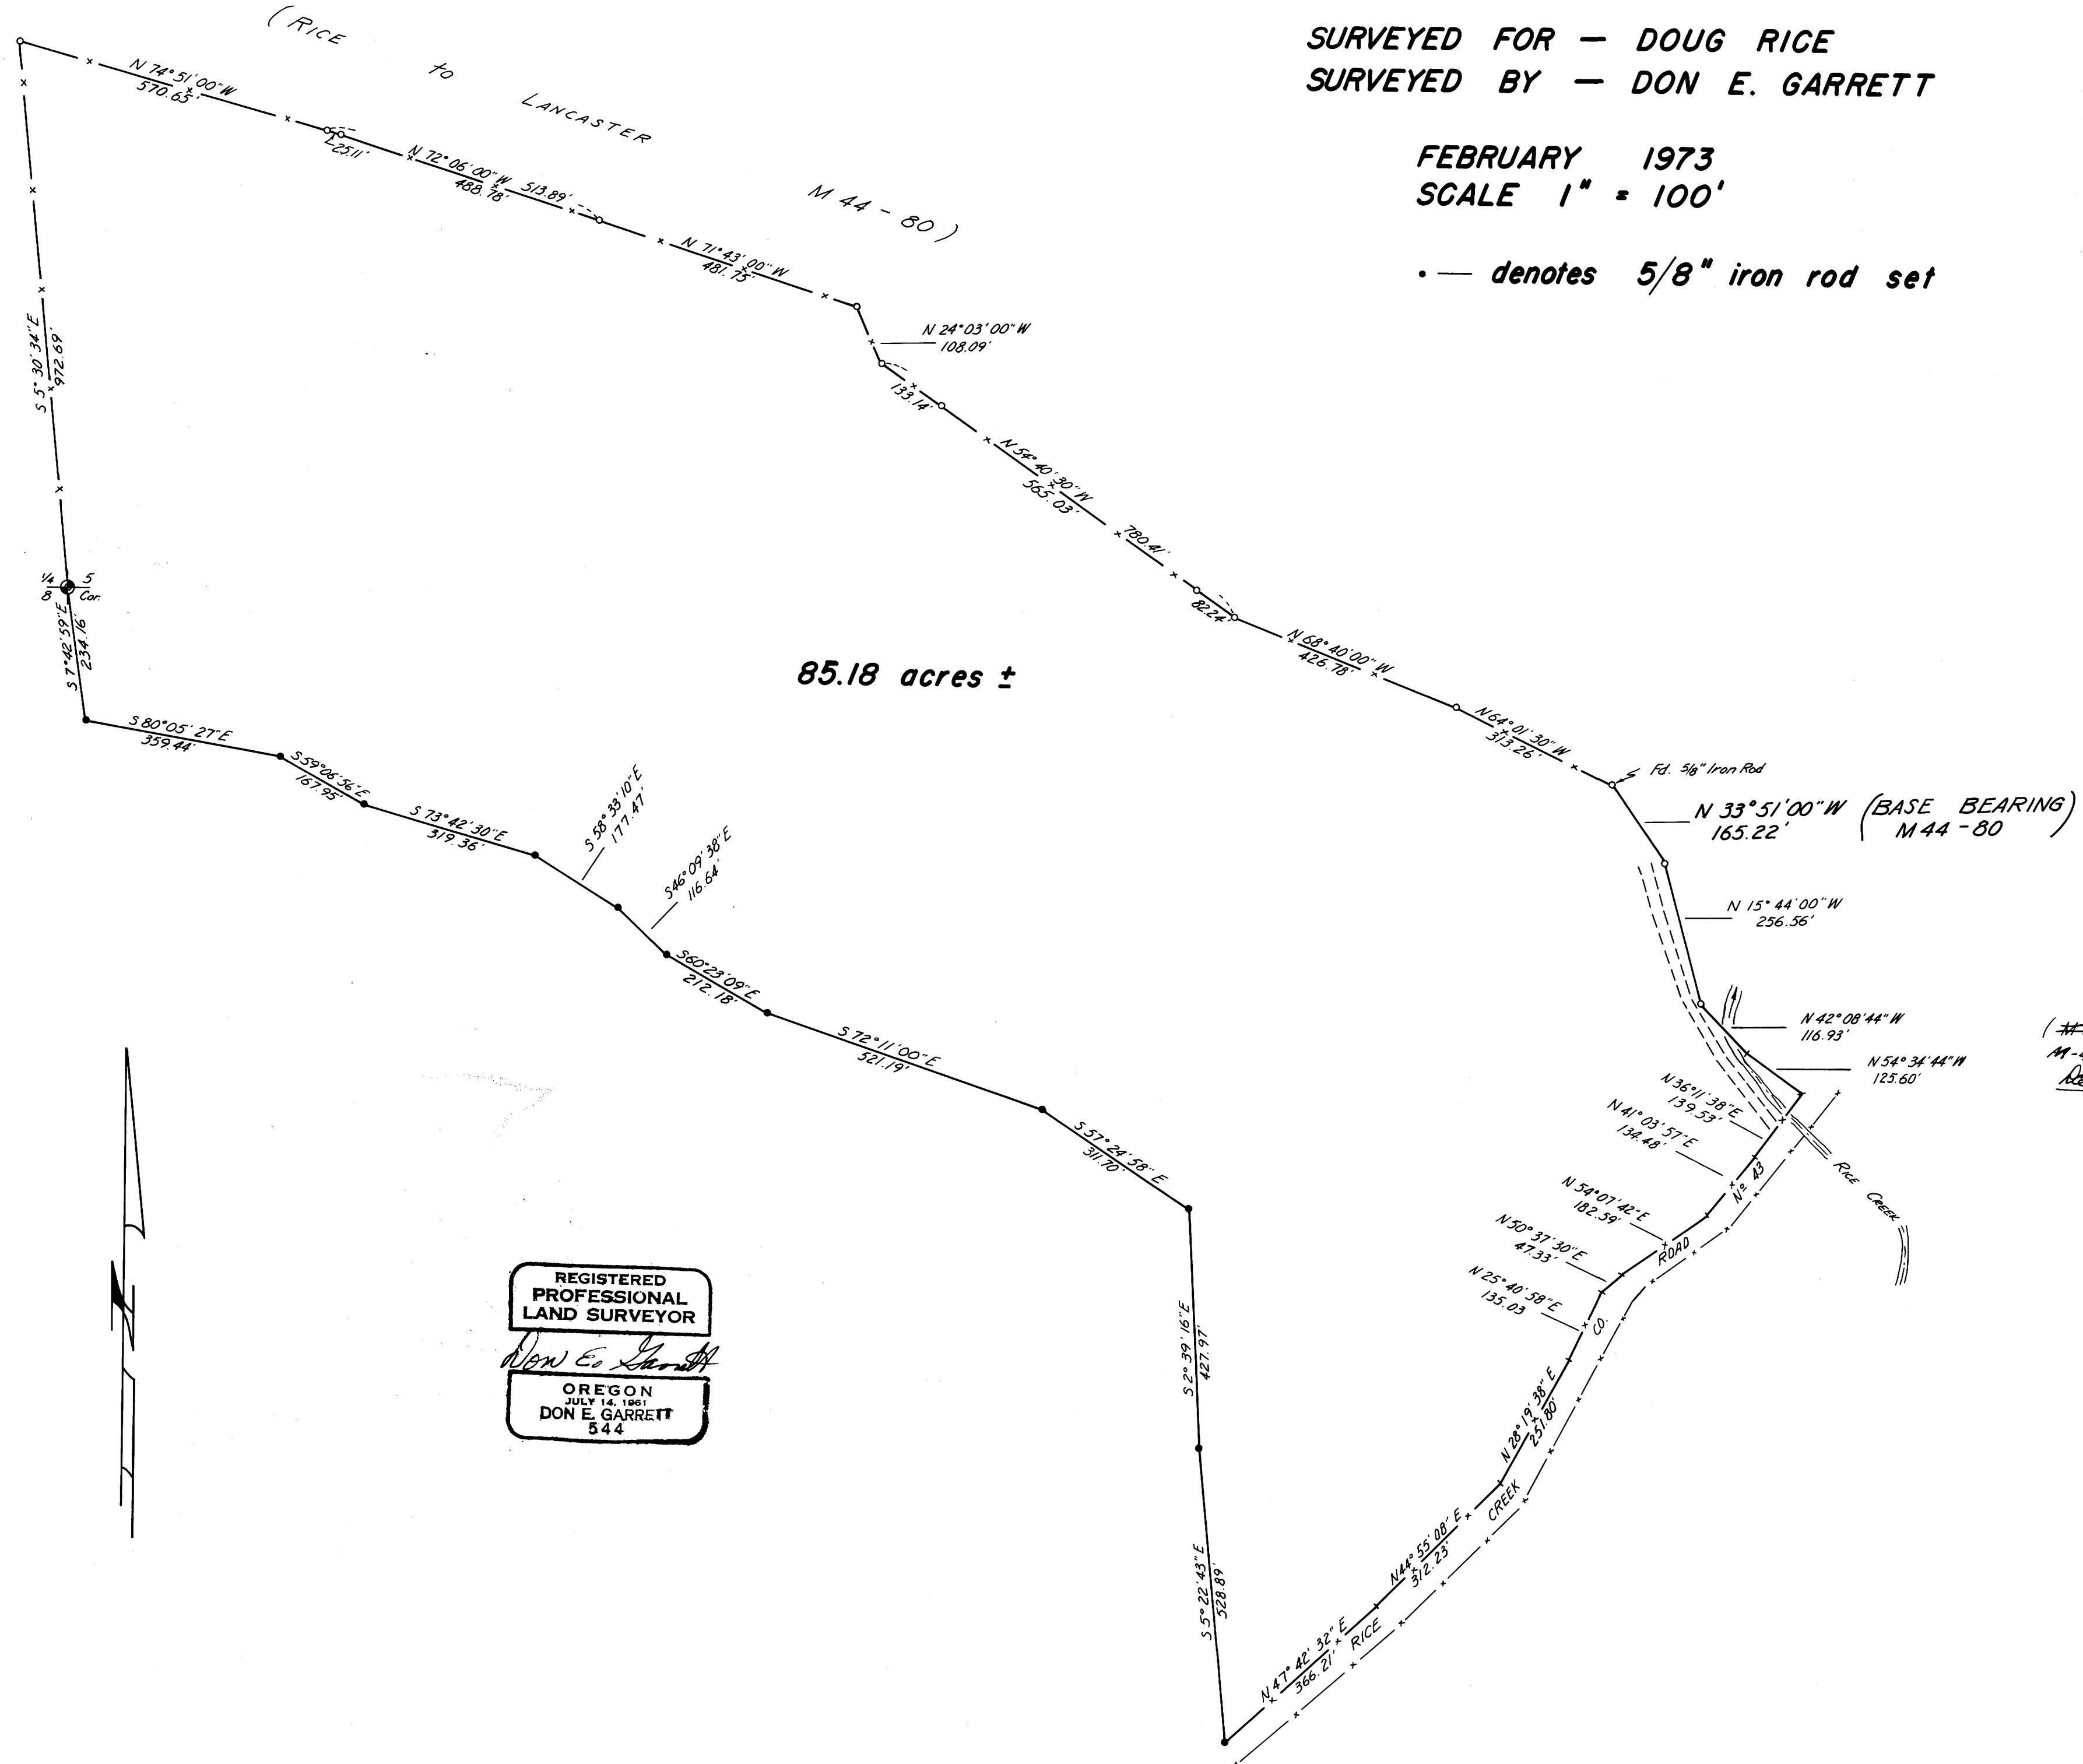 SURVEYED FOR — DOUG RICE
SURVEYED BY — DON E. GARRETT
FEBRUARY 1973
SCALE 1" = 100'
• — denotes 5/8" iron rod set
(RICE to LANCASTER M 44 - 80)
N 74° 51' 00" W
570.65'
25.11'
N 72° 06' 00" W 513.89'
488.78'
N 71° 43' 00" W
481.75'
N 24° 03' 00" W
108.09'
133.14'
N 54° 40' 30" W 780.41'
565.03'
82.24'
N 68° 40' 00" W
426.78'
N 64° 01' 30" W
313.26'
Fd. 5/8" Iron Rod
N 33° 51' 00" W (BASE BEARING)
165.22' M 44 - 80
N 15° 44' 00" W
256.56'
N 42° 08' 44" W
116.93'
N 54° 34' 44" W
125.60'
N 36° 11' 38" E
139.53'
N 41° 03' 57" E
134.48'
N 54° 07' 42" E
182.59'
N 50° 37' 30" E
47.33'
N 25° 40' 58" E
135.03
N 28° 19' 38" E
251.80'
N 44° 55' 08" E
312.23'
N 47° 42' 32" E
366.21'
RICE CREEK CO. ROAD Nº 43
RICE CREEK
S 5° 30' 34" E
972.69'
1/4 5
8 Cor.
S 7° 42' 59" E
234.16'
85.18 acres ±
S 80° 05' 27" E
359.44'
S 59° 06' 56" E
167.95'
S 73° 42' 30" E
319.36'
S 58° 33' 10" E
177.47'
S 46° 09' 38" E
116.64'
S 60° 23' 09" E
212.18'
S 72° 11' 00" E
521.19'
S 57° 24' 58" E
311.70'
S 2° 39' 16" E
427.97'
S 5° 22' 43" E
528.89'
N
REGISTERED
PROFESSIONAL
LAND SURVEYOR
Don E. Garrett
OREGON
JULY 14, 1961
DON E. GARRETT
544